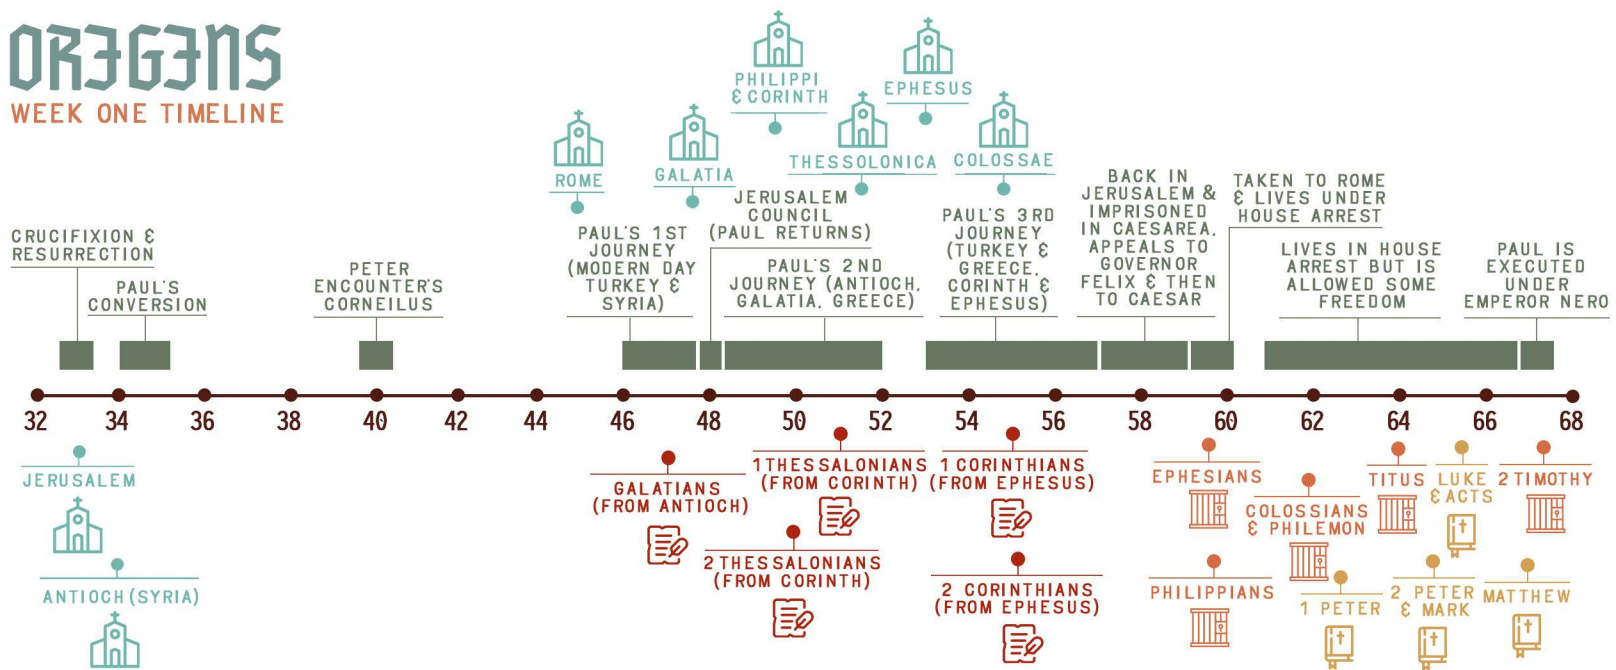 ORIGINS
WEEK ONE TIMELINE
PHILIPPI
& CORINTH
EPHESUS
ROME
GALATIA
THESSOLONICA
COLOSSAE
CRUCIFIXION &
RESURRECTION
PAUL'S
CONVERSION
PETER
ENCOUNTER'S
CORNEILUS
PAUL'S 1ST
JOURNEY
(MODERN DAY
TURKEY &
SYRIA)
JERUSALEM
COUNCIL
(PAUL RETURNS)
PAUL'S 2ND
JOURNEY (ANTIOCH,
GALATIA, GREECE)
PAUL'S 3RD
JOURNEY
(TURKEY &
GREECE,
CORINTH &
EPHESUS)
BACK IN
JERUSALEM &
IMPRISONED
IN CAESAREA,
APPEALS TO
GOVERNOR
FELIX & THEN
TO CAESAR
TAKEN TO ROME
& LIVES UNDER
HOUSE ARREST
LIVES IN HOUSE
ARREST BUT IS
ALLOWED SOME
FREEDOM
PAUL IS
EXECUTED
UNDER
EMPEROR NERO
32 34 36 38 40 42 44 46 48 50 52 54 56 58 60 62 64 66 68
JERUSALEM
ANTIOCH (SYRIA)
GALATIANS
(FROM ANTIOCH)
1 THESSALONIANS
(FROM CORINTH)
2 THESSALONIANS
(FROM CORINTH)
1 CORINTHIANS
(FROM EPHESUS)
2 CORINTHIANS
(FROM EPHESUS)
EPHESIANS
PHILIPPIANS
COLOSSIANS
& PHILEMON
TITUS
LUKE
& ACTS
2 TIMOTHY
1 PETER
2 PETER
& MARK
MATTHEW